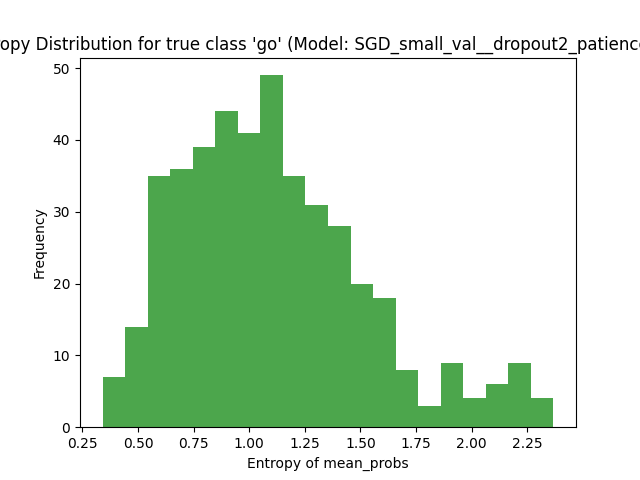 opy Distribution for true class 'go' (Model: SGD_small_val__dropout2_patience
50
40
30
20
10
0
Frequency
0.25 0.50 0.75 1.00 1.25 1.50 1.75 2.00 2.25
Entropy of mean_probs